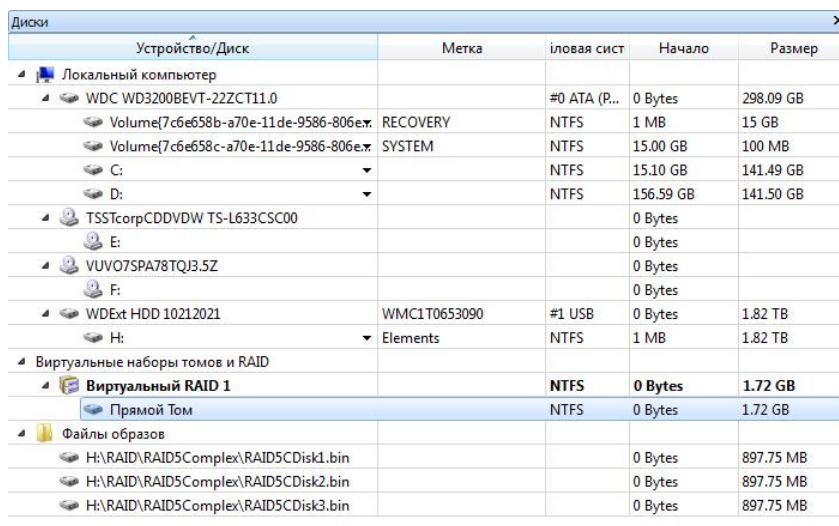 Диски
Устройство/Диск Метка іловая сист Начало Размер
Локальный компьютер
WDC WD3200BEVT-22ZCT11.0 #0 ATA (P... 0 Bytes 298.09 GB
Volume{7c6e658b-a70e-11de-9586-806e... RECOVERY NTFS 1 MB 15 GB
Volume{7c6e658c-a70e-11de-9586-806e... SYSTEM NTFS 15.00 GB 100 MB
C: NTFS 15.10 GB 141.49 GB
D: NTFS 156.59 GB 141.50 GB
TSSTcorpCDDVDW TS-L633CSC00 0 Bytes
E: 0 Bytes
VUVO7SPA78TQJ3.5Z 0 Bytes
F: 0 Bytes
WDExt HDD 10212021 WMC1T0653090 #1 USB 0 Bytes 1.82 TB
H: Elements NTFS 1 MB 1.82 TB
Виртуальные наборы томов и RAID
Виртуальный RAID 1 NTFS 0 Bytes 1.72 GB
Прямой Том NTFS 0 Bytes 1.72 GB
Файлы образов
H:\RAID\RAID5Complex\RAID5CDisk1.bin 0 Bytes 897.75 MB
H:\RAID\RAID5Complex\RAID5CDisk2.bin 0 Bytes 897.75 MB
H:\RAID\RAID5Complex\RAID5CDisk3.bin 0 Bytes 897.75 MB